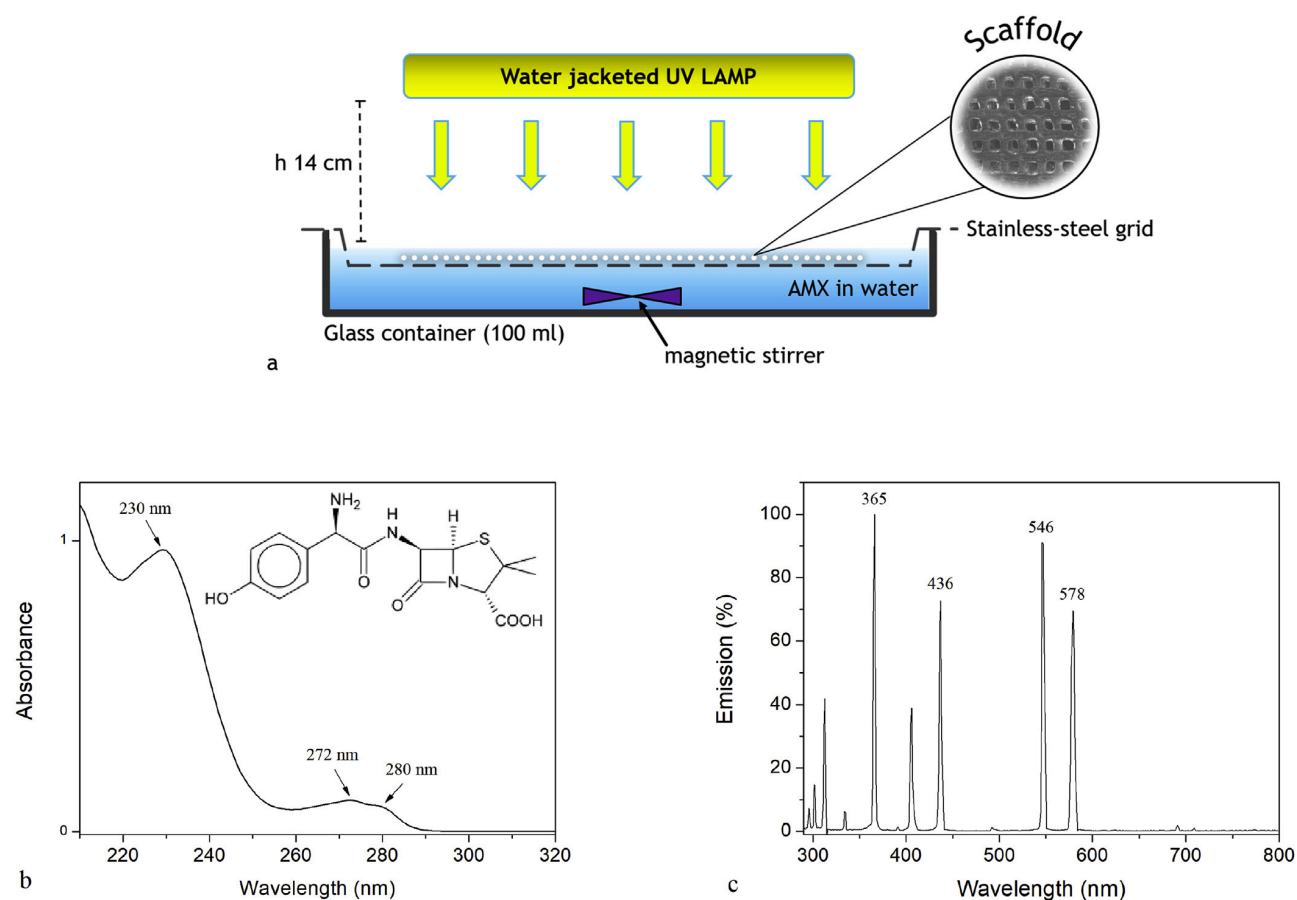 Scaffold
Water jacketed UV LAMP
h 14 cm
Stainless-steel grid
AMX in water
Glass container (100 ml)
magnetic stirrer
a
230 nm
NH₂
H
N
H
S
1
O
N
O
HO
COOH
272 nm
280 nm
0
Absorbance
220 240 260 280 300 320
Wavelength (nm)
b
365
100
546
80
436
578
60
40
20
0
Emission (%)
300 400 500 600 700 800
Wavelength (nm)
c